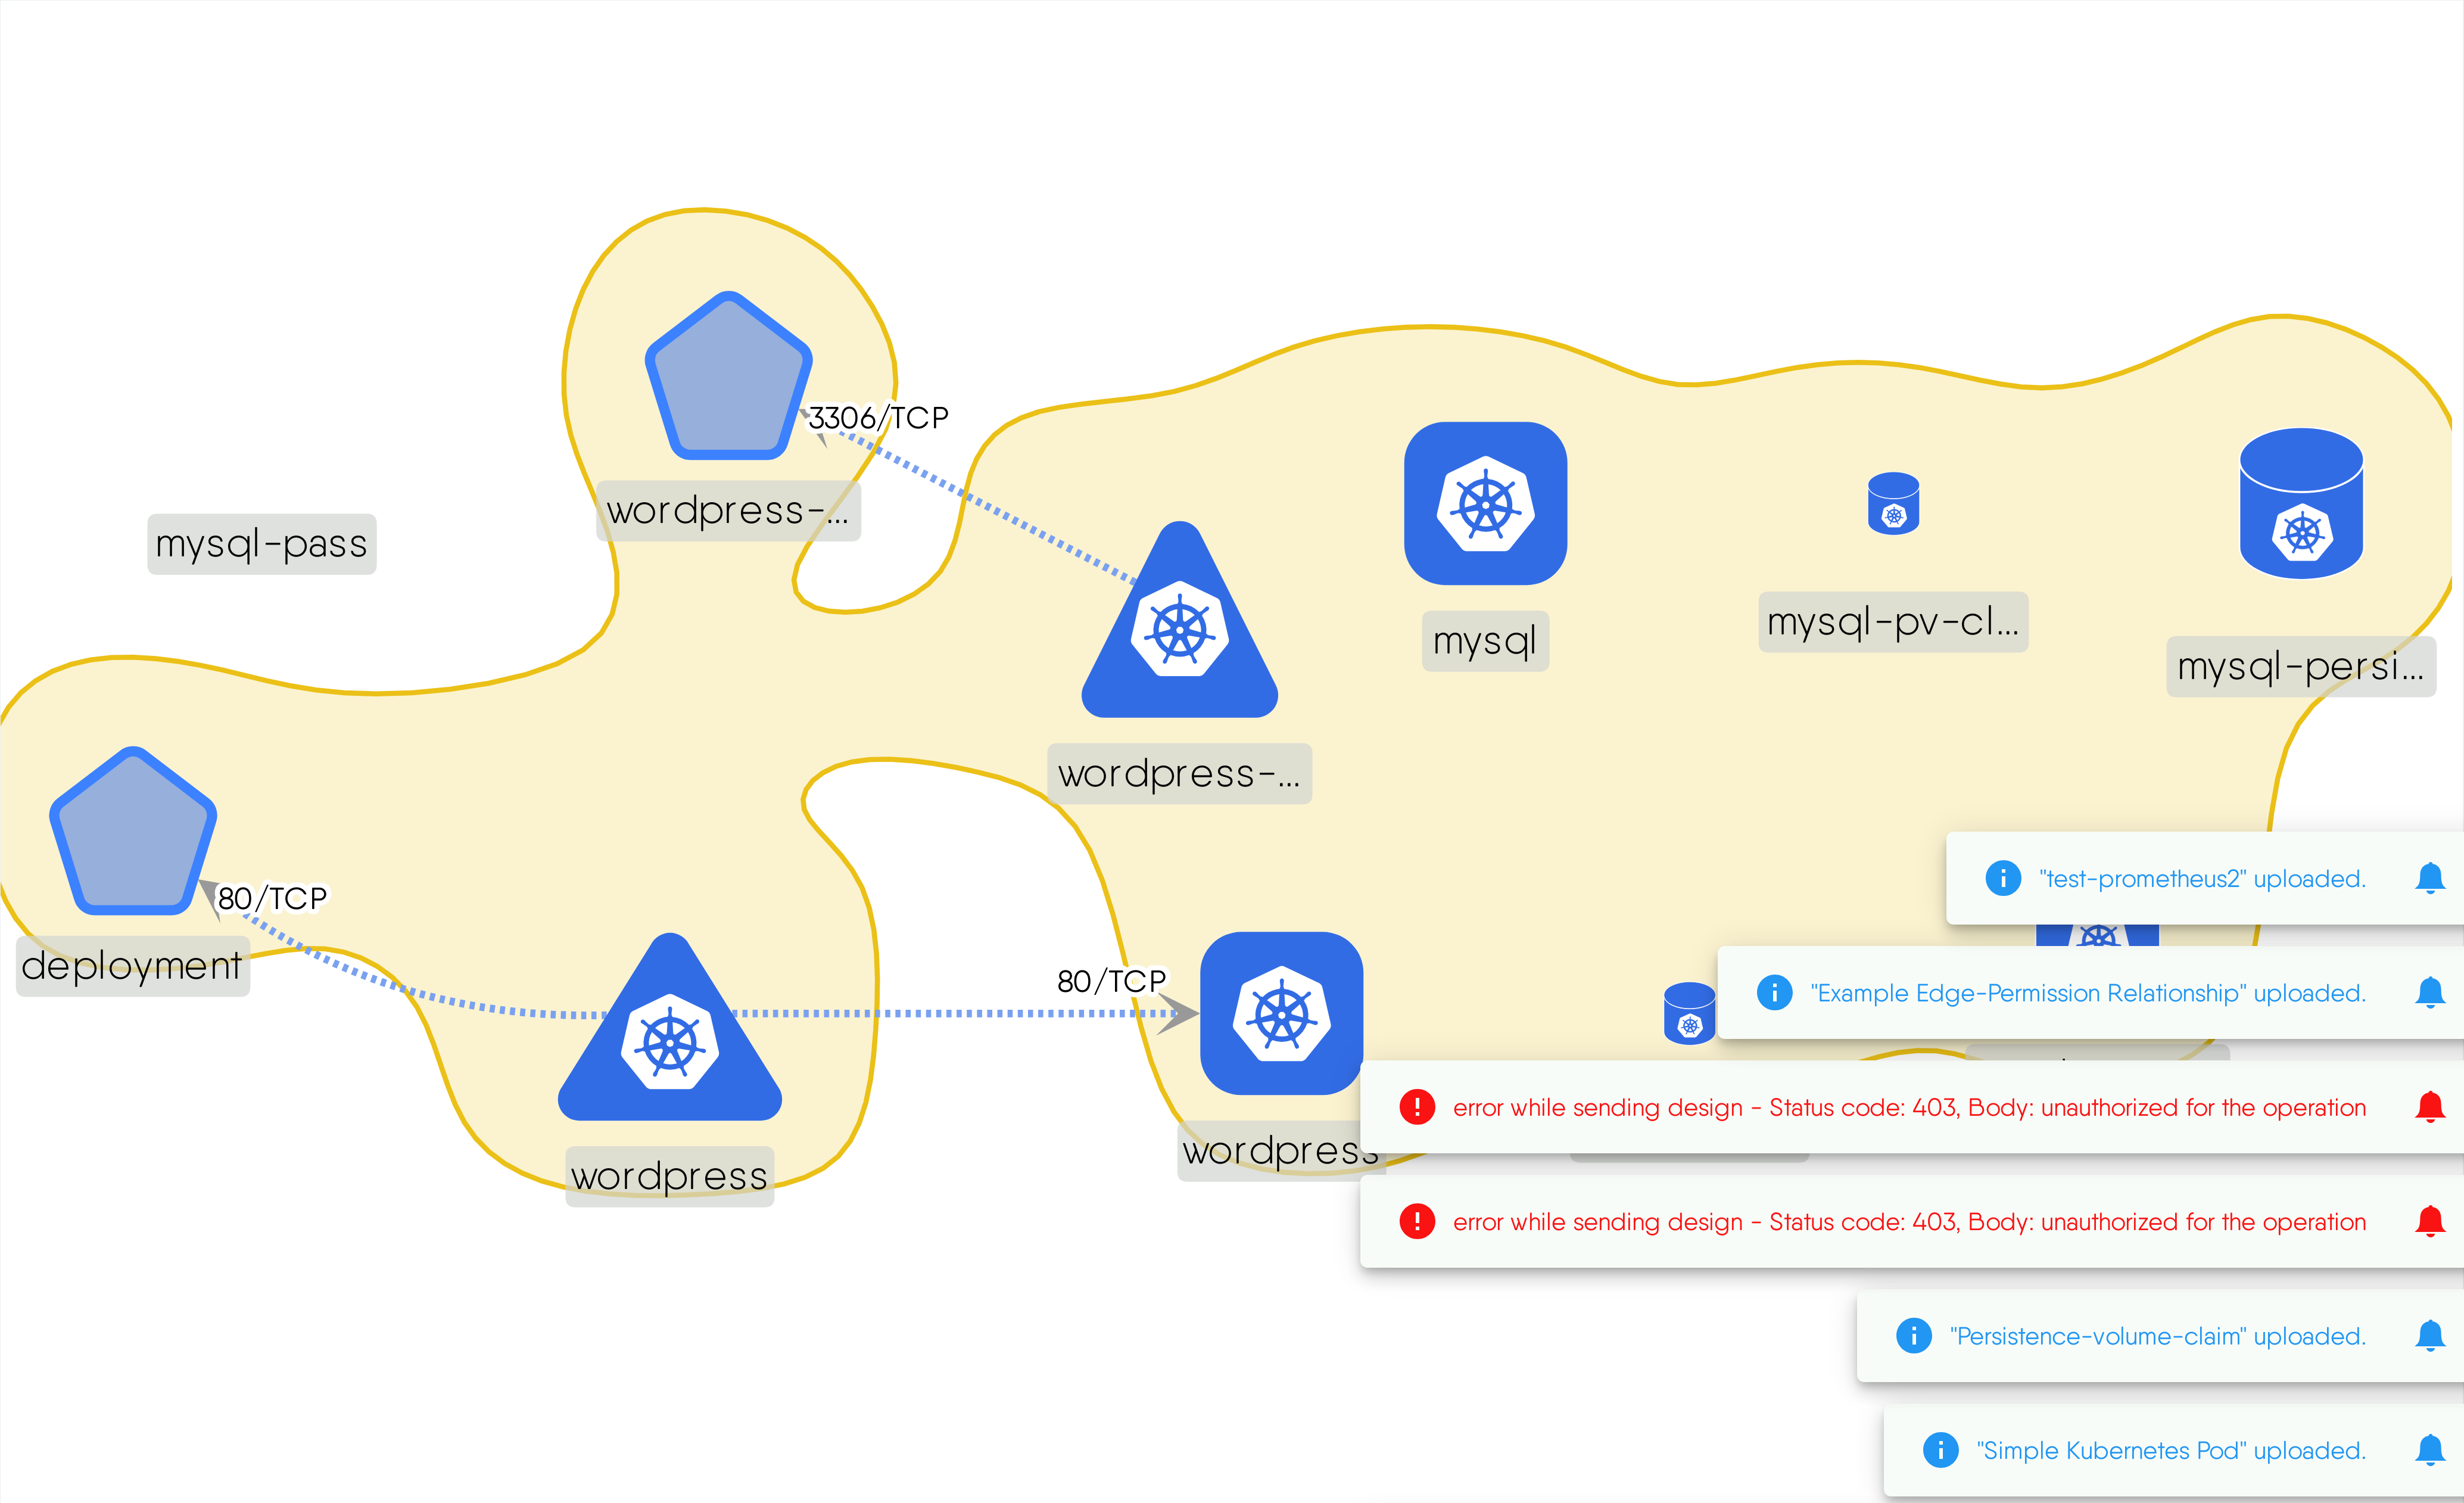 3306/TCP
wordpress-...
mysql-pass
mysql
mysql-pv-cl...
mysql-persi...
wordpress-...
80/TCP
deployment
80/TCP
wordpress
wordpress
"test-prometheus2" uploaded.
"Example Edge-Permission Relationship" uploaded.
error while sending design - Status code: 403, Body: unauthorized for the operation
error while sending design - Status code: 403, Body: unauthorized for the operation
"Persistence-volume-claim" uploaded.
"Simple Kubernetes Pod" uploaded.